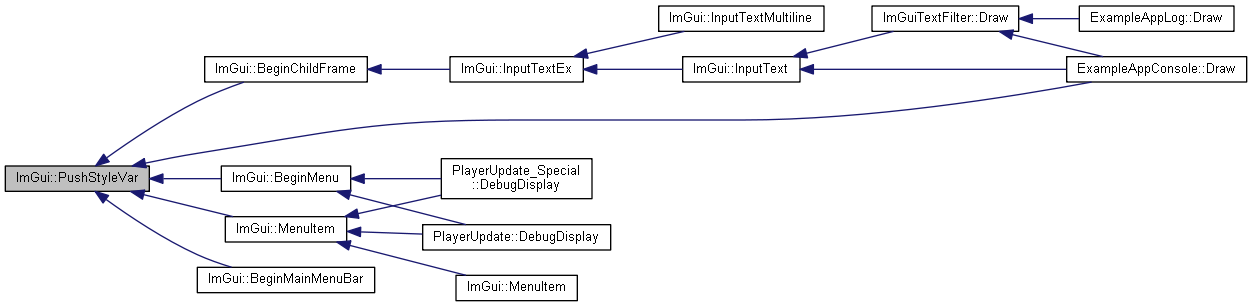 ImGui::InputTextMultiline
ImGuiTextFilter::Draw
ExampleAppLog::Draw
ImGui::BeginChildFrame
ImGui::InputTextEx
ImGui::InputText
ExampleAppConsole::Draw
ImGui::PushStyleVar
ImGui::BeginMenu
PlayerUpdate_Special
::DebugDisplay
ImGui::MenuItem
PlayerUpdate::DebugDisplay
ImGui::BeginMainMenuBar
ImGui::MenuItem